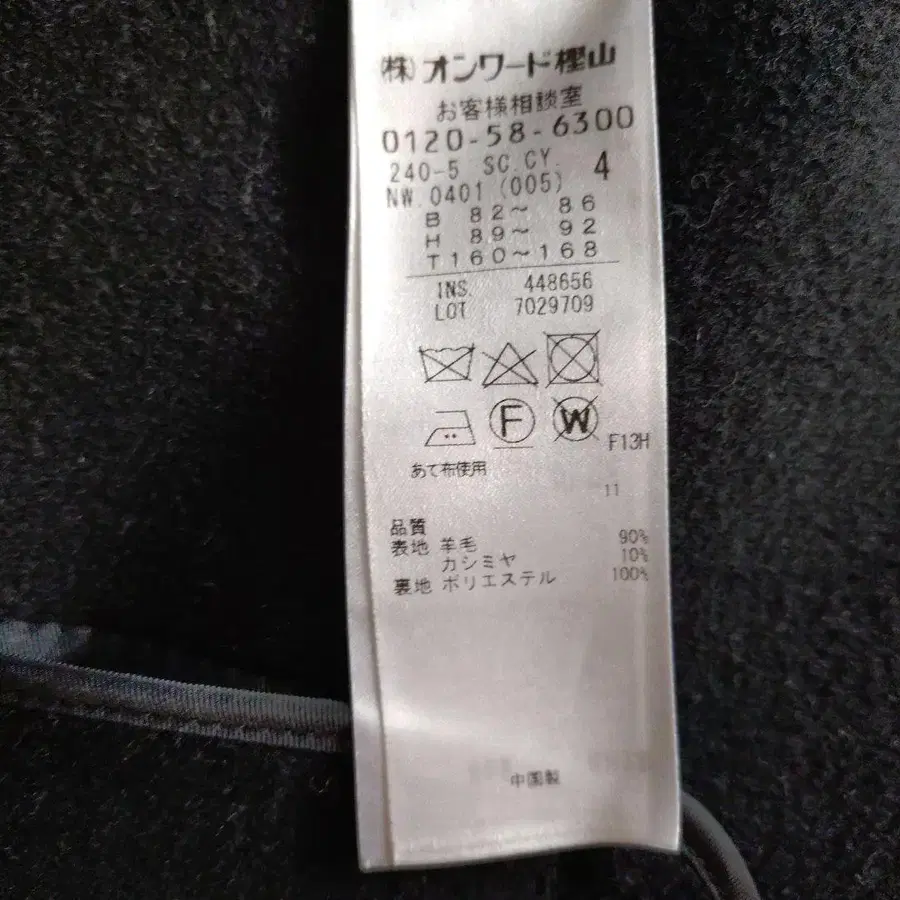 (株)オンワード樫山
お客様相談室
0120-58-6300
240-5 SC.CY. 4
NW.0401 (005)
B 82～ 86
H 89～ 92
T160～168
INS. 448656
LOT 7029709
F W F13H
あて布使用
11
品質
表地 羊毛 90%
カシミヤ 10%
裏地 ポリエステル 100%
中国製